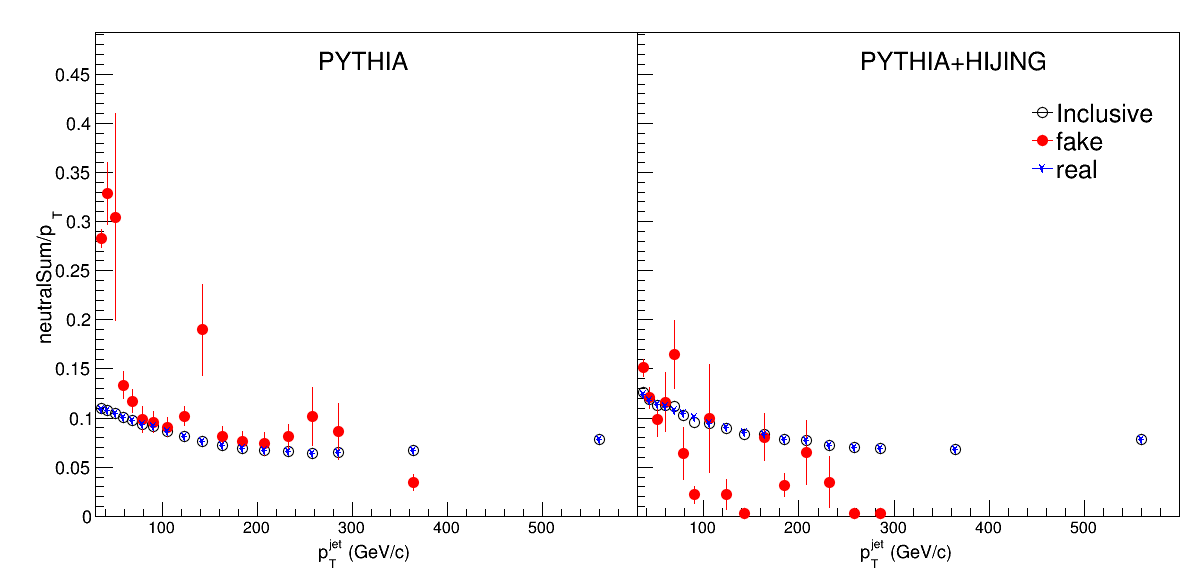 PYTHIA
PYTHIA+HIJING
Inclusive
fake
real
neutralSum/p_T
0.45
0.4
0.35
0.3
0.25
0.2
0.15
0.1
0.05
0
100 200 300 400 500
100 200 300 400 500
p_T^jet (GeV/c)
p_T^jet (GeV/c)